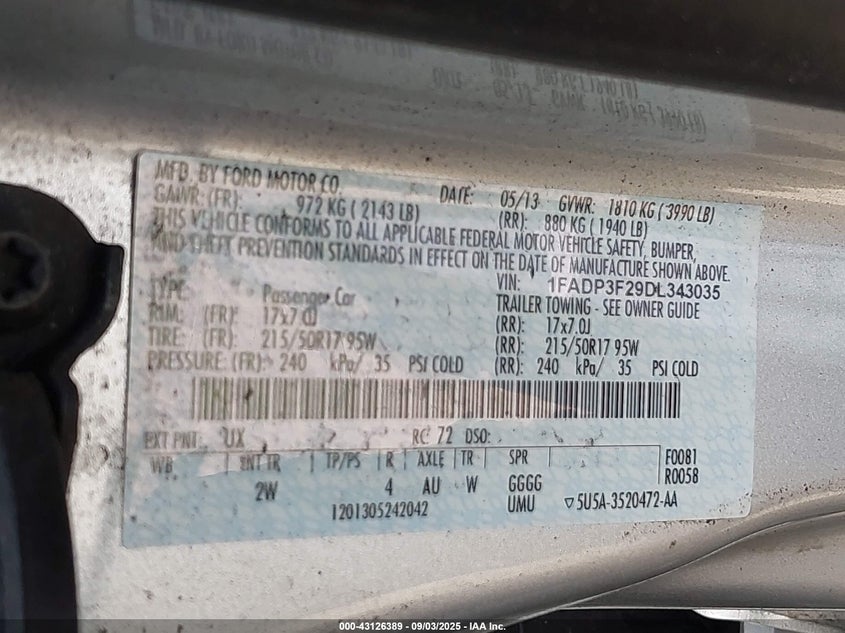 MFD. BY FORD MOTOR CO.
DATE: 05/13 GVWR: 1810 KG ( 3990 LB)
GAWR: (FR): 972 KG ( 2143 LB) (RR): 880 KG ( 1940 LB)
THIS VEHICLE CONFORMS TO ALL APPLICABLE FEDERAL MOTOR VEHICLE SAFETY, BUMPER,
AND THEFT PREVENTION STANDARDS IN EFFECT ON THE DATE OF MANUFACTURE SHOWN ABOVE.
VIN: 1FADP3F29DL343035
TYPE: Passenger Car TRAILER TOWING - SEE OWNER GUIDE
RIM: (FR): 17x7.0J (RR): 17x7.0J
TIRE: (FR): 215/50R17 95W (RR): 215/50R17 95W
PRESSURE: (FR): 240 kPa/ 35 PSI COLD (RR): 240 kPa/ 35 PSI COLD
EXT PNT: UX RC: 72 DSO:
WB INT TR TP/PS R AXLE TR SPR F0081
R0058
2W 4 AU W GGGG
UMU
1201305242042 5U5A-3520472-AA
000-43126389 - 09/03/2025 - IAA Inc.